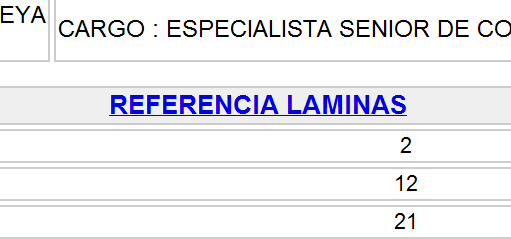 EYA
CARGO : ESPECIALISTA SENIOR DE CO
REFERENCIA LAMINAS
2
12
21